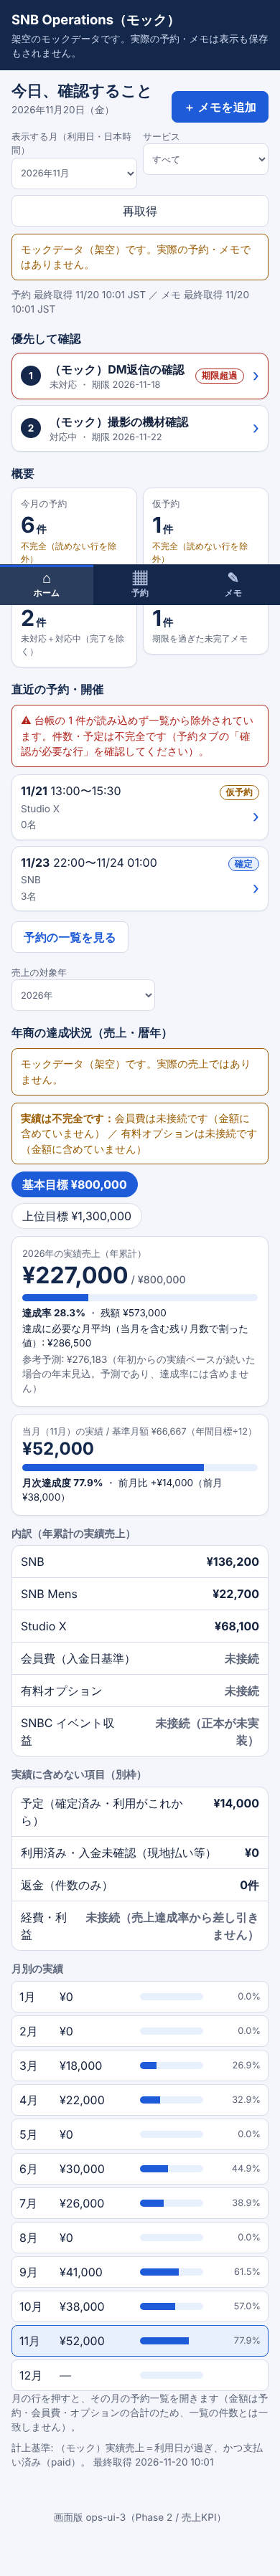 SNB Operations（モック）
架空のモックデータです。実際の予約・メモは表示も保存
もされません。
今日、確認すること
2026年11月20日（金）
＋ メモを追加
表示する月（利用日・日本時
間）
サービス
2026年11月
すべて
再取得
モックデータ（架空）です。実際の予約・メモで
はありません。
予約 最終取得 11/20 10:01 JST ／ メモ 最終取得 11/20
10:01 JST
優先して確認
1
（モック）DM返信の確認
未対応 ・ 期限 2026-11-18
期限超過
2
（モック）撮影の機材確認
対応中 ・ 期限 2026-11-22
概要
今月の予約
6件
不完全（読めない行を除
外）
仮予約
1件
不完全（読めない行を除
外）
ホーム
予約
メモ
2件
未対応＋対応中（完了を除
く）
1件
期限を過ぎた未完了メモ
直近の予約・開催
⚠ 台帳の 1 件が読み込めず一覧から除外されてい
ます。件数・予定は不完全です（予約タブの「確
認が必要な行」を確認してください）。
11/21 13:00〜15:30
仮予約
Studio X
0名
11/23 22:00〜11/24 01:00
確定
SNB
3名
予約の一覧を見る
売上の対象年
2026年
年商の達成状況（売上・暦年）
モックデータ（架空）です。実際の売上ではあり
ません。
実績は不完全です：会員費は未接続です（金額に
含めていません） ／ 有料オプションは未接続です
（金額に含めていません）
基本目標 ¥800,000
上位目標 ¥1,300,000
2026年の実績売上（年累計）
¥227,000 / ¥800,000
達成率 28.3% ・ 残額 ¥573,000
達成に必要な月平均（当月を含む残り月数で割った
値）：¥286,500
参考予測: ¥276,183（年初からの実績ペースが続いた
場合の年末見込。予測であり、達成率には含めませ
ん）
当月（11月）の実績 / 基準月額 ¥66,667（年間目標÷12）
¥52,000
月次達成度 77.9% ・ 前月比 +¥14,000（前月
¥38,000）
内訳（年累計の実績売上）
SNB ¥136,200
SNB Mens ¥22,700
Studio X ¥68,100
会員費（入金日基準） 未接続
有料オプション 未接続
SNBC イベント収
益
未接続（正本が未実
装）
実績に含めない項目（別枠）
予定（確定済み・利用がこれか
ら）
¥14,000
利用済み・入金未確認（現地払い等） ¥0
返金（件数のみ） 0件
経費・利
益
未接続（売上達成率から差し引き
ません）
月別の実績
1月 ¥0 0.0%
2月 ¥0 0.0%
3月 ¥18,000 26.9%
4月 ¥22,000 32.9%
5月 ¥0 0.0%
6月 ¥30,000 44.9%
7月 ¥26,000 38.9%
8月 ¥0 0.0%
9月 ¥41,000 61.5%
10月 ¥38,000 57.0%
11月 ¥52,000 77.9%
12月 —
月の行を押すと、その月の予約一覧を開きます（金額は予
約・会員費・オプションの合計のため、一覧の件数とは一
致しません）。
計上基準: （モック）実績売上＝利用日が過ぎ、かつ支払
い済み（paid）。 最終取得 2026-11-20 10:01
画面版 ops-ui-3（Phase 2 / 売上KPI）